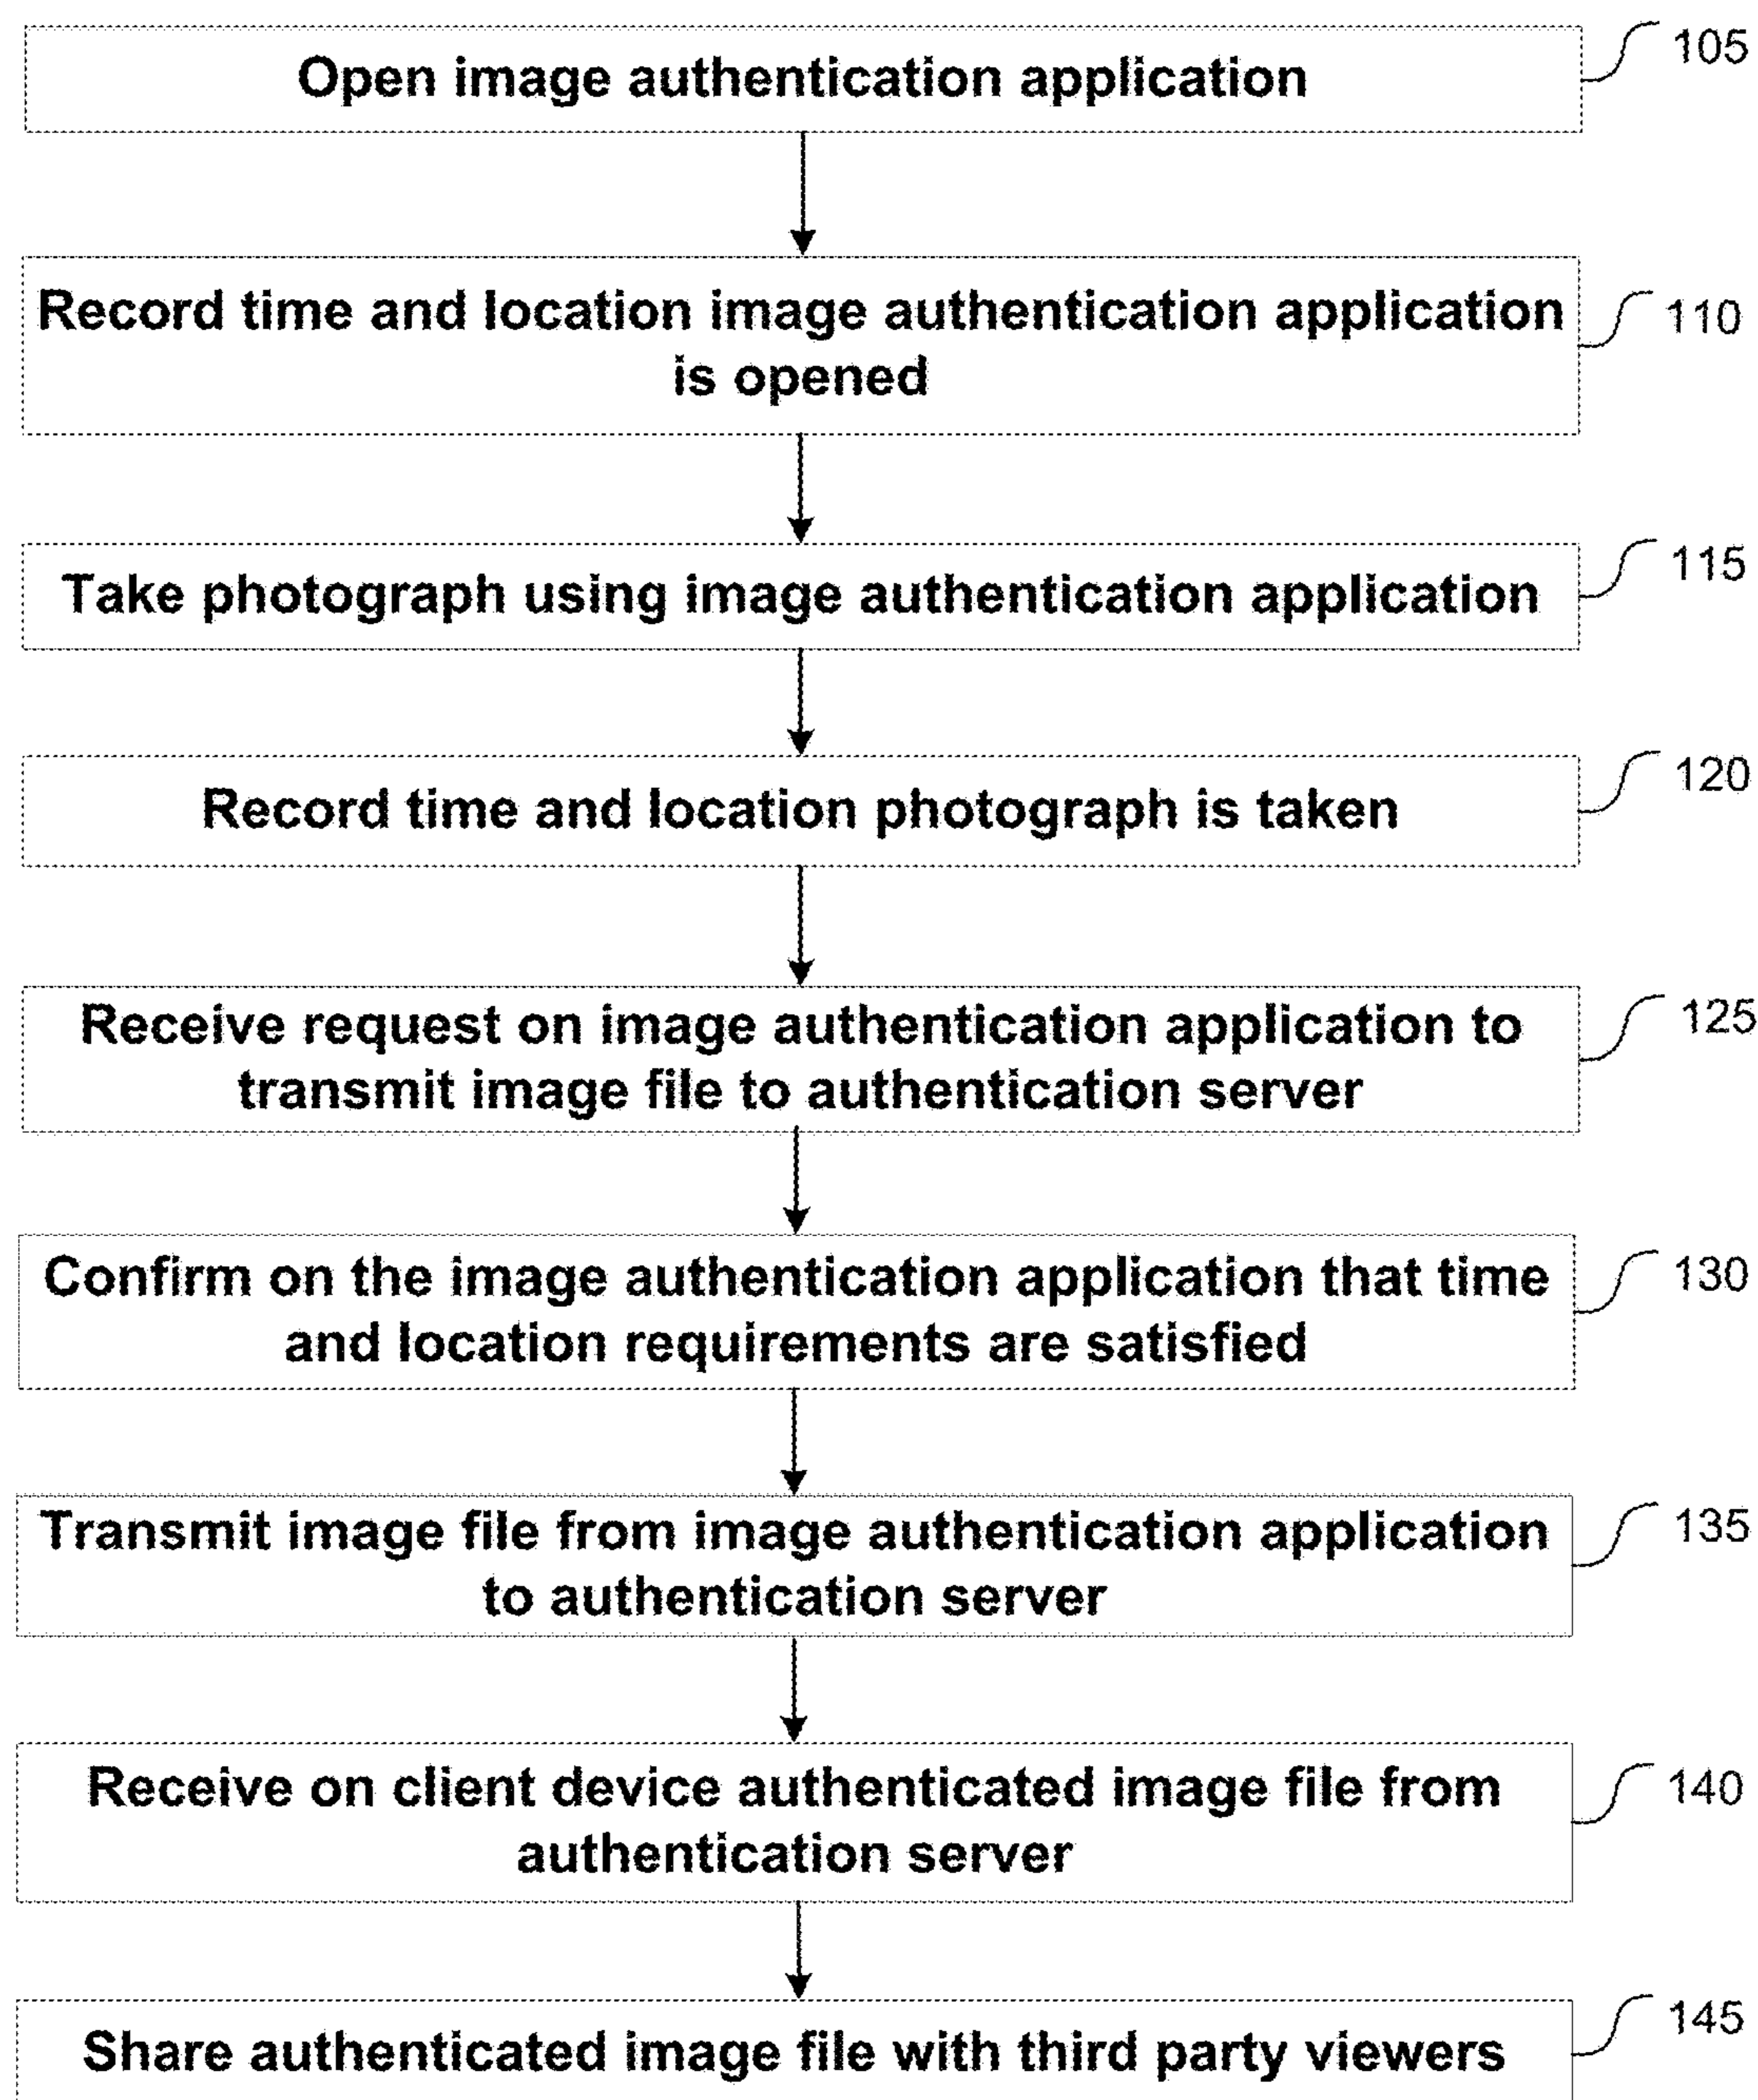 Open image authentication application
105
Record time and location image authentication application
is opened
110
Take photograph using image authentication application
115
Record time and location photograph is taken
120
Receive request on image authentication application to
transmit image file to authentication server
125
Confirm on the image authentication application that time
and location requirements are satisfied
130
Transmit image file from image authentication application
to authentication server
135
Receive on client device authenticated image file from
authentication server
140
Share authenticated image file with third party viewers
145